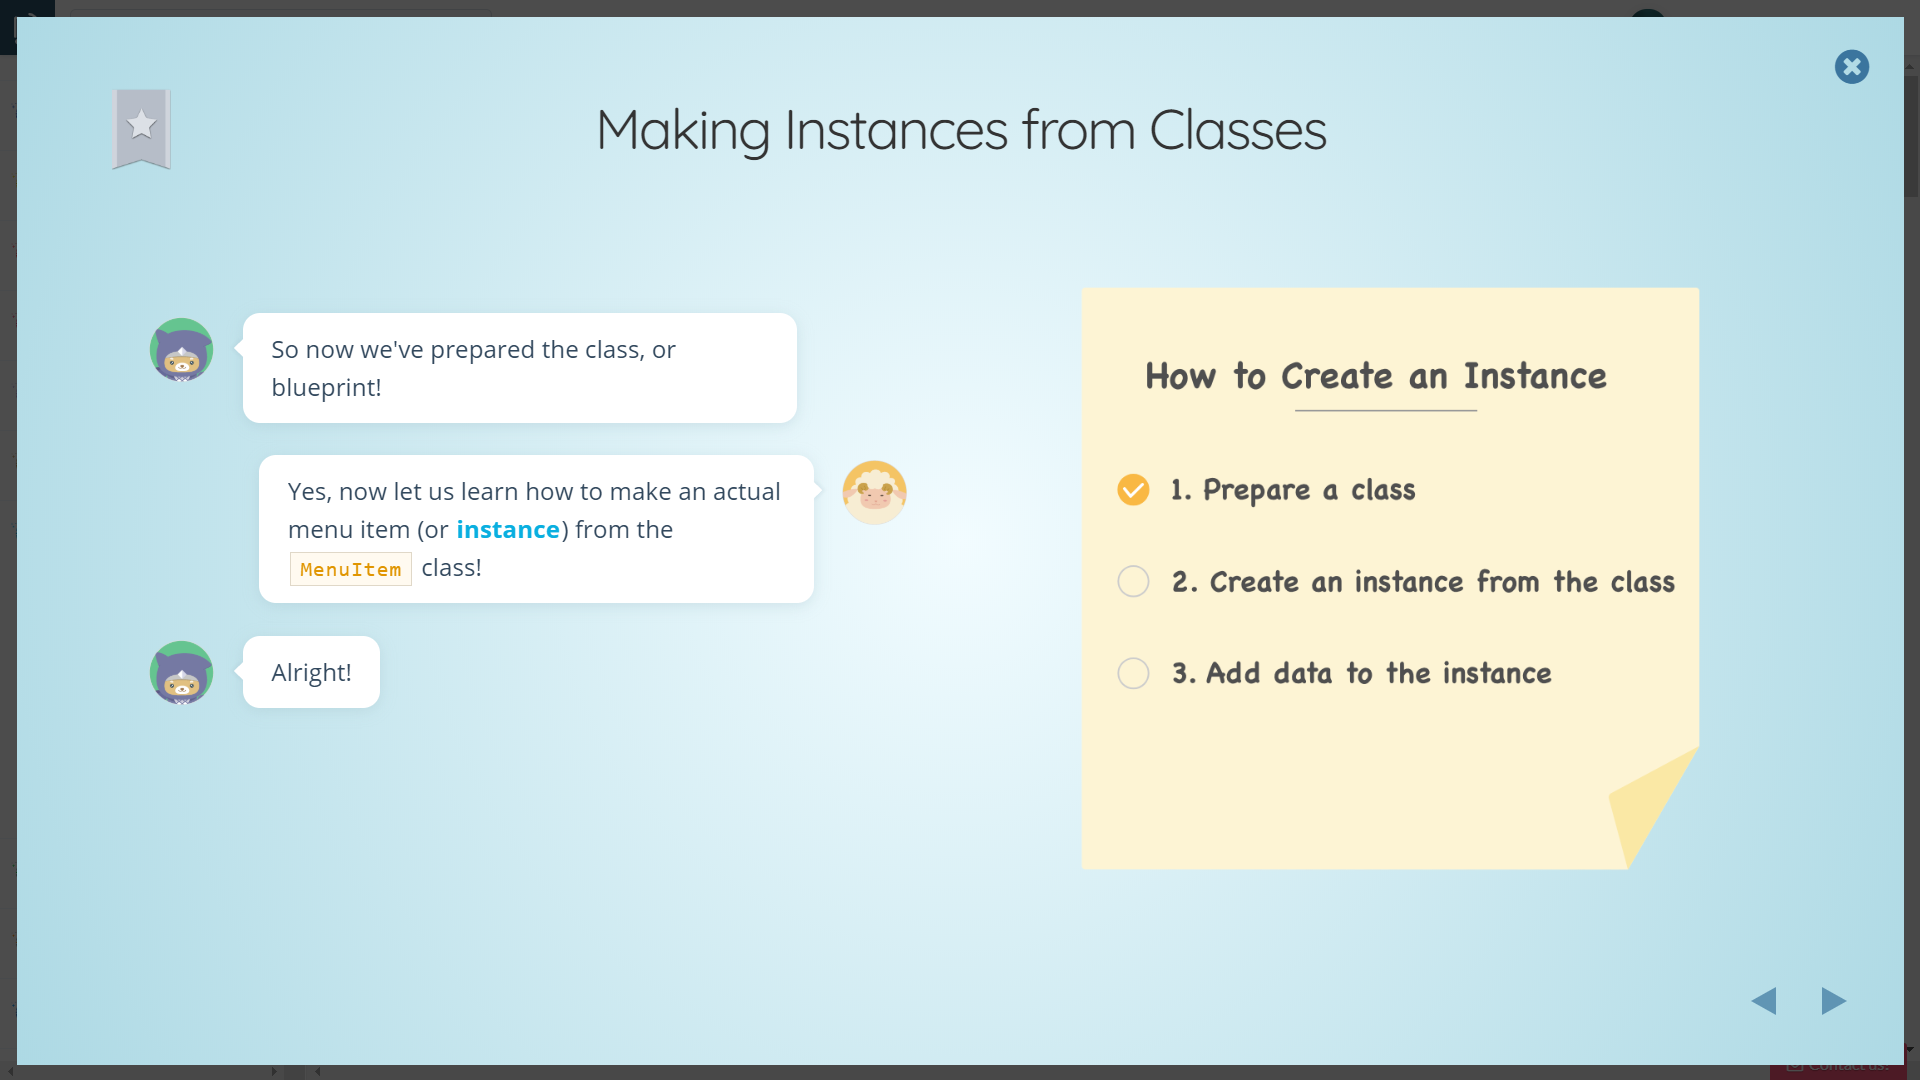 Making Instances from Classes
So now we've prepared the class, or
blueprint!
Yes, now let us learn how to make an actual
menu item (or instance) from the
MenuItem class!
Alright!
How to Create an Instance
1. Prepare a class
2. Create an instance from the class
3. Add data to the instance
Contact us!